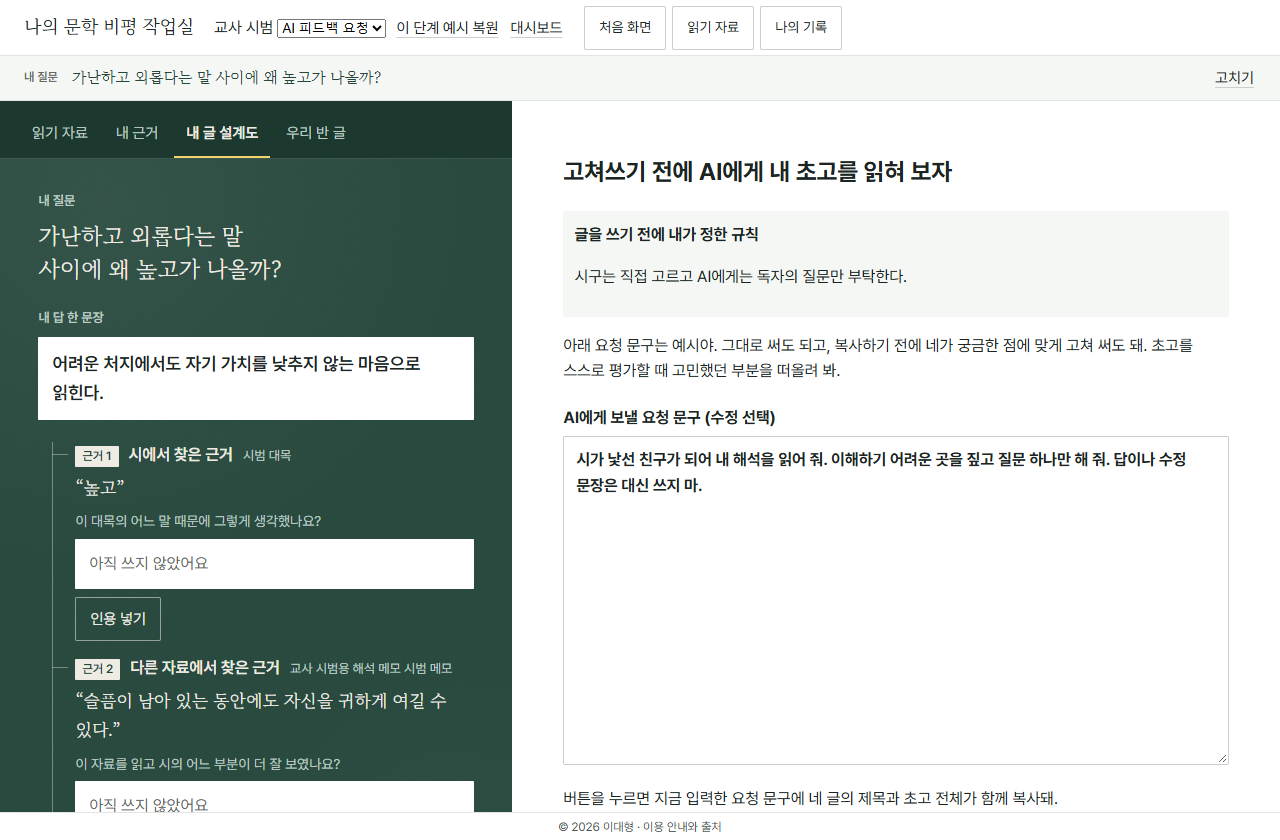 나의 문학 비평 작업실
교사 시범 AI 피드백 요청 이 단계 예시 복원 대시보드 처음 화면 읽기 자료 나의 기록
내 질문 가난하고 외롭다는 말 사이에 왜 높고가 나올까? 고치기
읽기 자료 내 근거 내 글 설계도 우리 반 글
내 질문
가난하고 외롭다는 말
사이에 왜 높고가 나올까?
내 답 한 문장
어려운 처지에서도 자기 가치를 낮추지 않는 마음으로
읽힌다.
근거 1 시에서 찾은 근거 시범 대목
“높고”
이 대목의 어느 말 때문에 그렇게 생각했나요?
아직 쓰지 않았어요
인용 넣기
근거 2 다른 자료에서 찾은 근거 교사 시범용 해석 메모 시범 메모
“슬픔이 남아 있는 동안에도 자신을 귀하게 여길 수
있다.”
이 자료를 읽고 시의 어느 부분이 더 잘 보였나요?
아직 쓰지 않았어요
고쳐쓰기 전에 AI에게 내 초고를 읽혀 보자
글을 쓰기 전에 내가 정한 규칙
시구는 직접 고르고 AI에게는 독자의 질문만 부탁한다.
아래 요청 문구는 예시야. 그대로 써도 되고, 복사하기 전에 네가 궁금한 점에 맞게 고쳐 써도 돼. 초고를
스스로 평가할 때 고민했던 부분을 떠올려 봐.
AI에게 보낼 요청 문구 (수정 선택)
시가 낯선 친구가 되어 내 해석을 읽어 줘. 이해하기 어려운 곳을 짚고 질문 하나만 해 줘. 답이나 수정
문장은 대신 쓰지 마.
버튼을 누르면 지금 입력한 요청 문구에 네 글의 제목과 초고 전체가 함께 복사돼.
© 2026 이대형 · 이용 안내와 출처